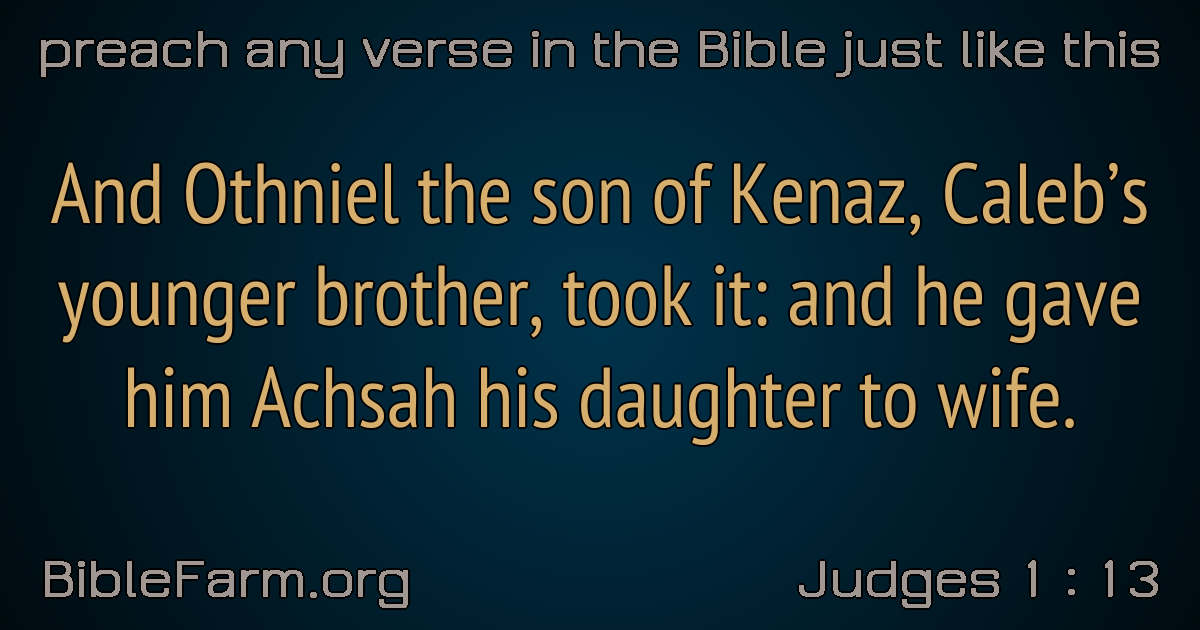 preach any verse in the Bible just like this
And Othniel the son of Kenaz, Caleb’s
younger brother, took it: and he gave
him Achsah his daughter to wife.
BibleFarm.org
Judges 1 : 13